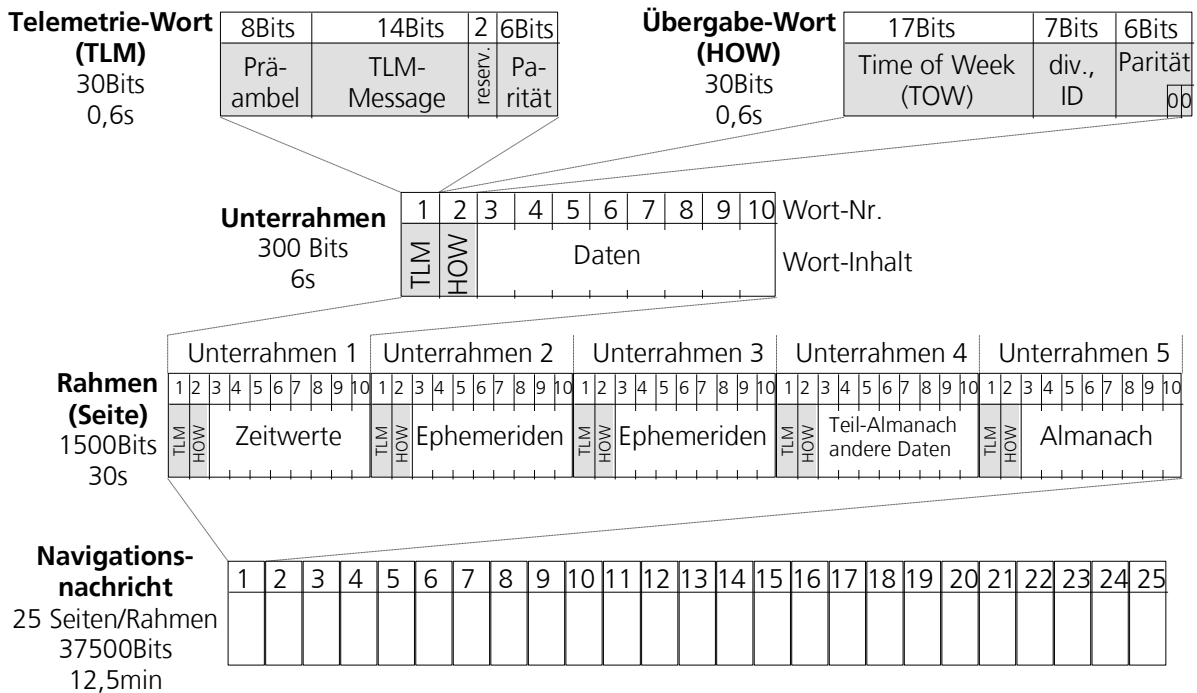 Telemetrie-Wort
(TLM)
30Bits
0,6s
8Bits 14Bits 2 6Bits
Prä-
ambel
TLM-
Message
reserv.
Pa-
rität
Übergabe-Wort
(HOW)
30Bits
0,6s
17Bits 7Bits 6Bits
Time of Week
(TOW)
div.,
ID
Parität
0 0
Unterrahmen
300 Bits
6s
1 2 3 4 5 6 7 8 9 10 Wort-Nr.
TLM HOW Daten Wort-Inhalt
Unterrahmen 1 Unterrahmen 2 Unterrahmen 3 Unterrahmen 4 Unterrahmen 5
Rahmen
(Seite)
1500Bits
30s
1 2 3 4 5 6 7 8 9 10 1 2 3 4 5 6 7 8 9 10 1 2 3 4 5 6 7 8 9 10 1 2 3 4 5 6 7 8 9 10 1 2 3 4 5 6 7 8 9 10
TLM HOW Zeitwerte
TLM HOW Ephemeriden
TLM HOW Ephemeriden
TLM HOW Teil-Almanach
andere Daten
TLM HOW Almanach
Navigations-
nachricht
25 Seiten/Rahmen
37500Bits
12,5min
1 2 3 4 5 6 7 8 9 10 11 12 13 14 15 16 17 18 19 20 21 22 23 24 25